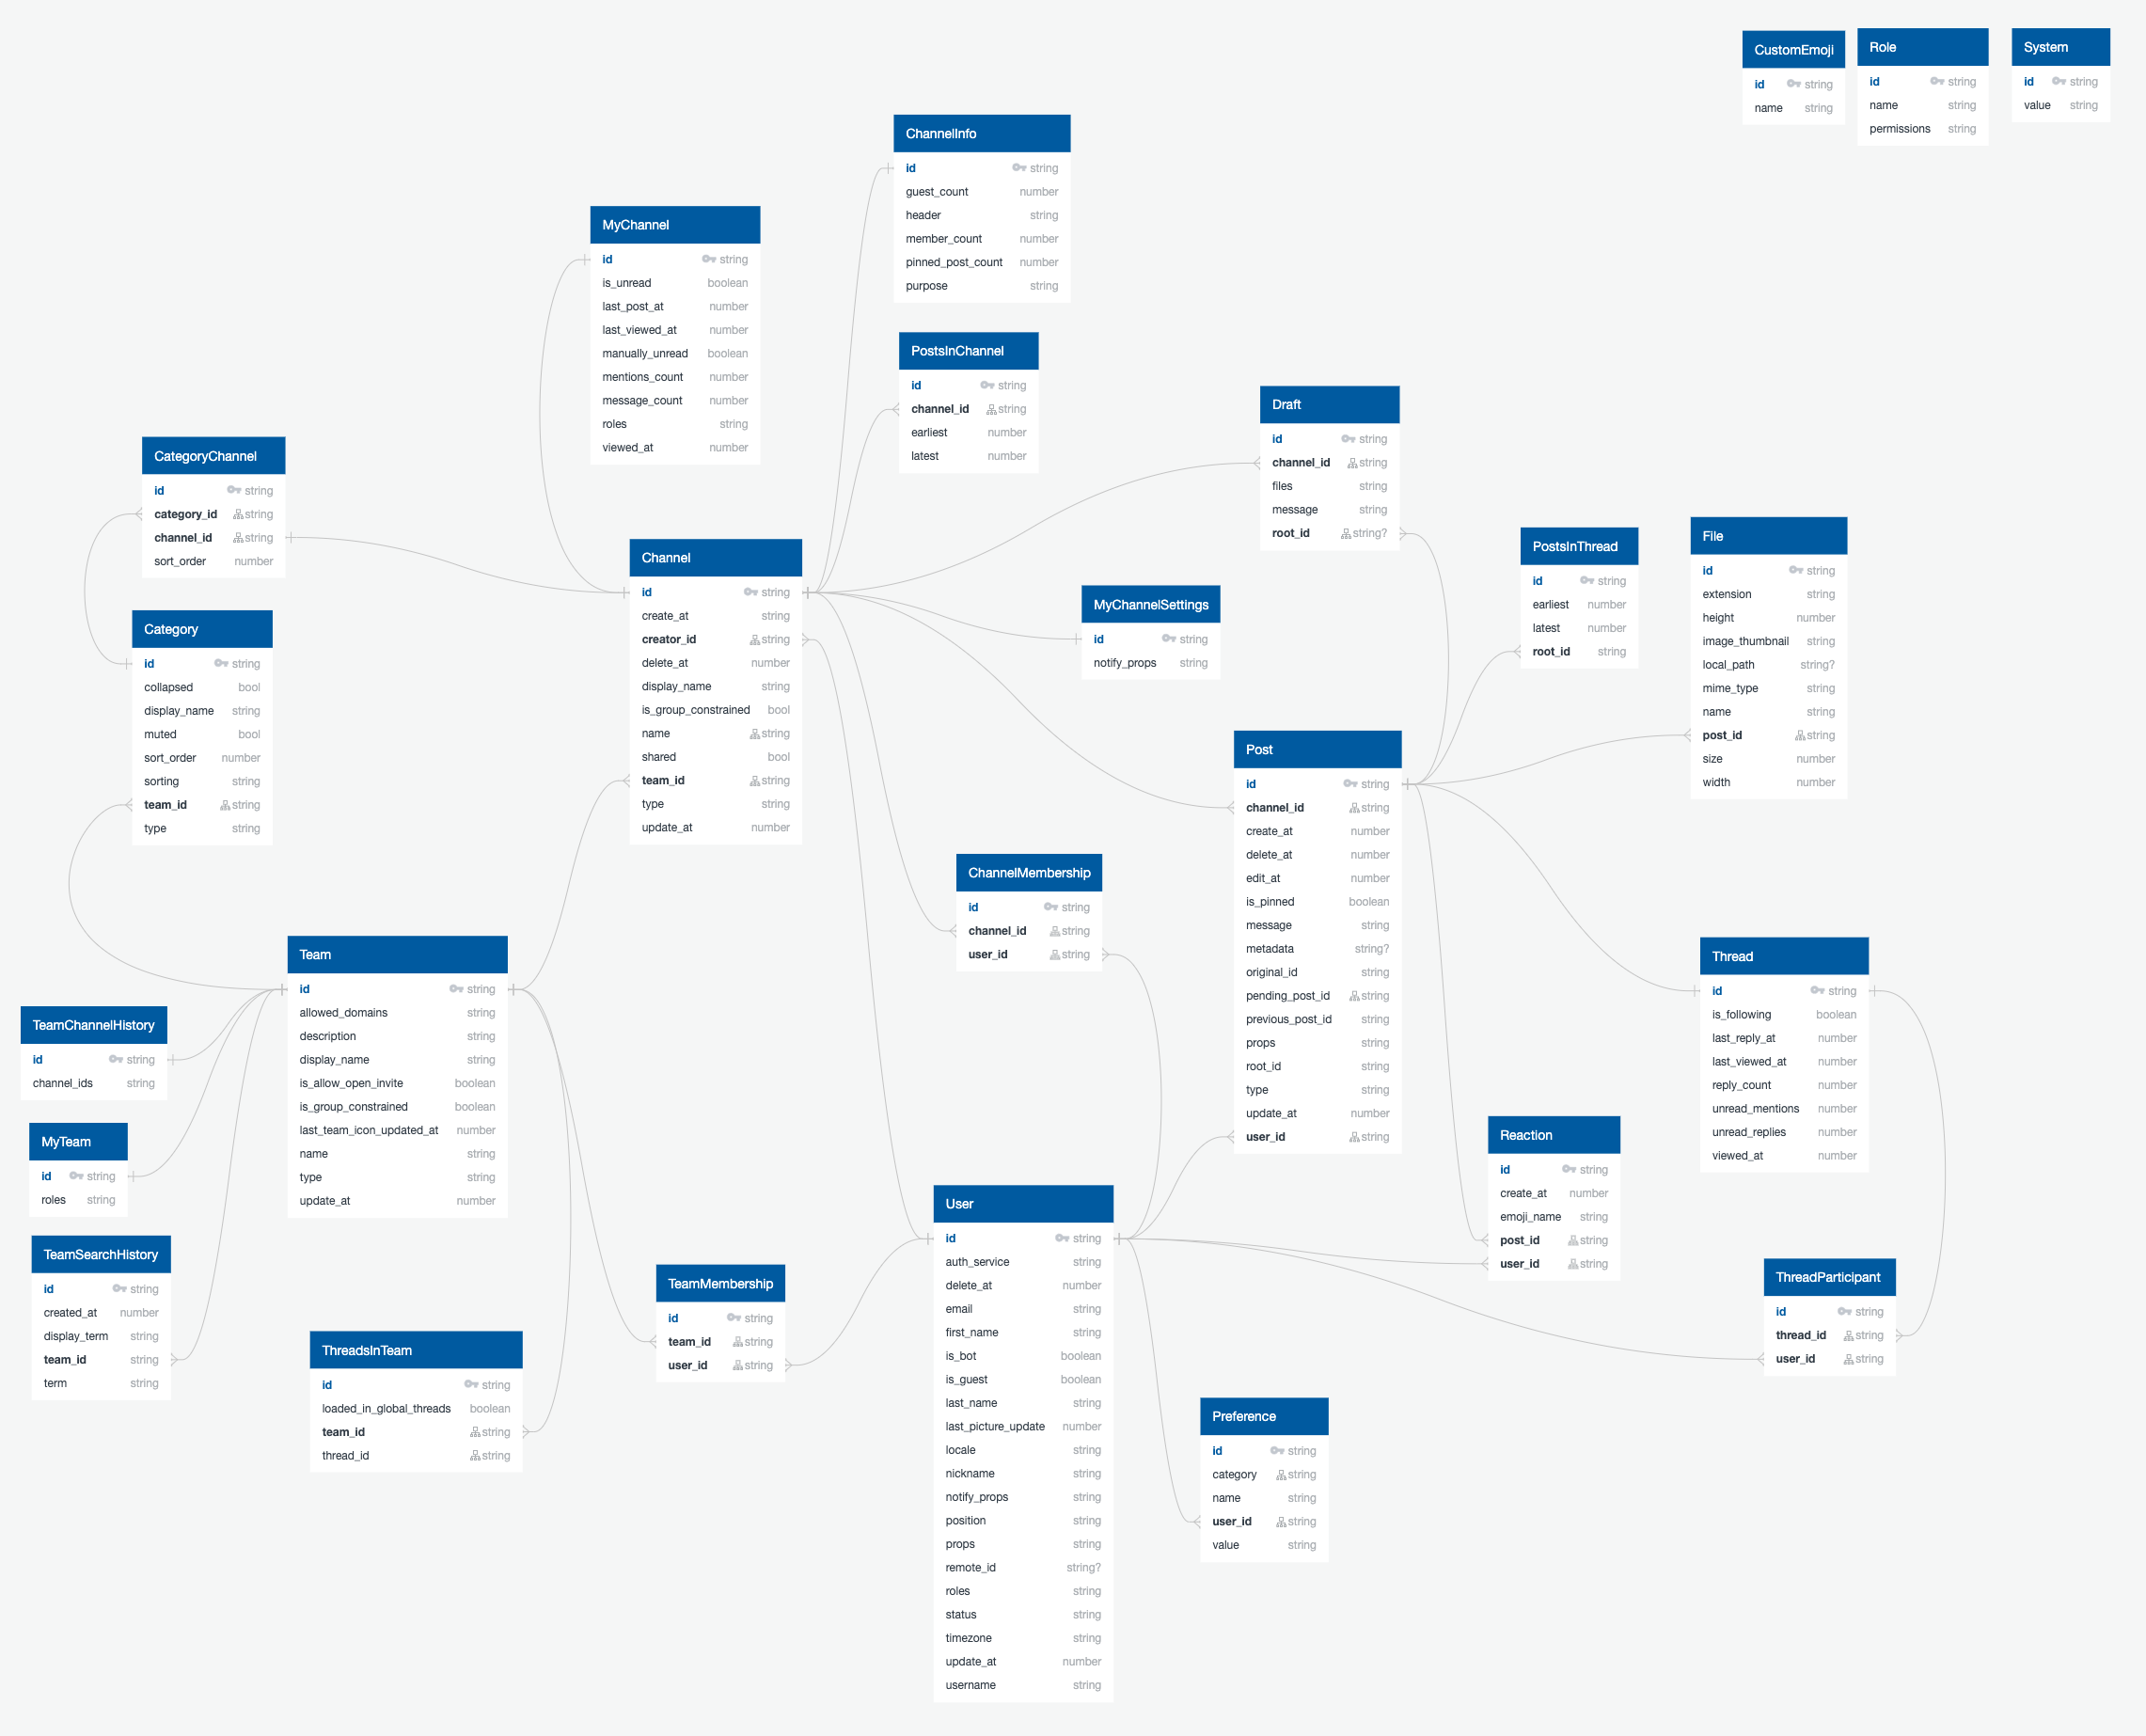 CustomEmoji
id string
name string
Role
id string
name string
permissions string
System
id string
value string
ChannelInfo
id string
guest_count number
header string
member_count number
pinned_post_count number
purpose string
MyChannel
id string
is_unread boolean
last_post_at number
last_viewed_at number
manually_unread boolean
mentions_count number
message_count number
roles string
viewed_at number
PostsInChannel
id string
channel_id string
earliest number
latest number
Draft
id string
channel_id string
files string
message string
root_id string?
CategoryChannel
id string
category_id string
channel_id string
sort_order number
PostsInThread
id string
earliest number
latest number
root_id string
File
id string
extension string
height number
image_thumbnail string
local_path string?
mime_type string
name string
post_id string
size number
width number
Channel
id string
create_at string
creator_id string
delete_at number
display_name string
is_group_constrained bool
name string
shared bool
team_id string
type string
update_at number
MyChannelSettings
id string
notify_props string
Category
id string
collapsed bool
display_name string
muted bool
sort_order number
sorting string
team_id string
type string
Post
id string
channel_id string
create_at number
delete_at number
edit_at number
is_pinned boolean
message string
metadata string?
original_id string
pending_post_id string
previous_post_id string
props string
root_id string
type string
update_at number
user_id string
ChannelMembership
id string
channel_id string
user_id string
Team
id string
allowed_domains string
description string
display_name string
is_allow_open_invite boolean
is_group_constrained boolean
last_team_icon_updated_at number
name string
type string
update_at number
Thread
id string
is_following boolean
last_reply_at number
last_viewed_at number
reply_count number
unread_mentions number
unread_replies number
viewed_at number
TeamChannelHistory
id string
channel_ids string
MyTeam
id string
roles string
Reaction
id string
create_at number
emoji_name string
post_id string
user_id string
User
id string
auth_service string
delete_at number
email string
first_name string
is_bot boolean
is_guest boolean
last_name string
last_picture_update number
locale string
nickname string
notify_props string
position string
props string
remote_id string?
roles string
status string
timezone string
update_at number
username string
TeamSearchHistory
id string
created_at number
display_term string
team_id string
term string
TeamMembership
id string
team_id string
user_id string
ThreadParticipant
id string
thread_id string
user_id string
ThreadsInTeam
id string
loaded_in_global_threads boolean
team_id string
thread_id string
Preference
id string
category string
name string
user_id string
value string